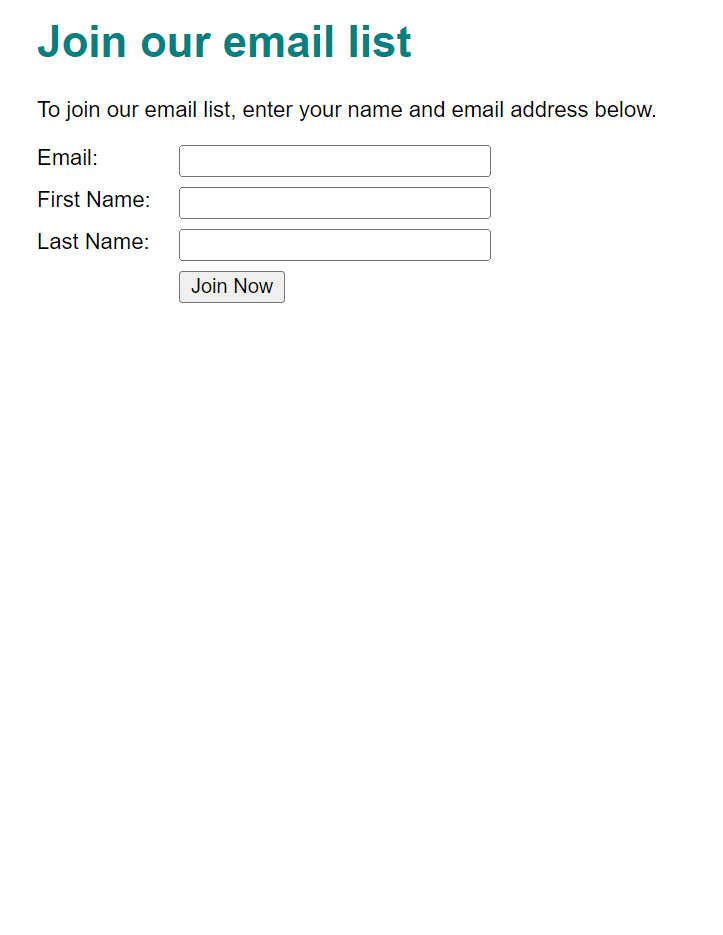 Join our email list
To join our email list, enter your name and email address below.
Email:
First Name:
Last Name:
Join Now